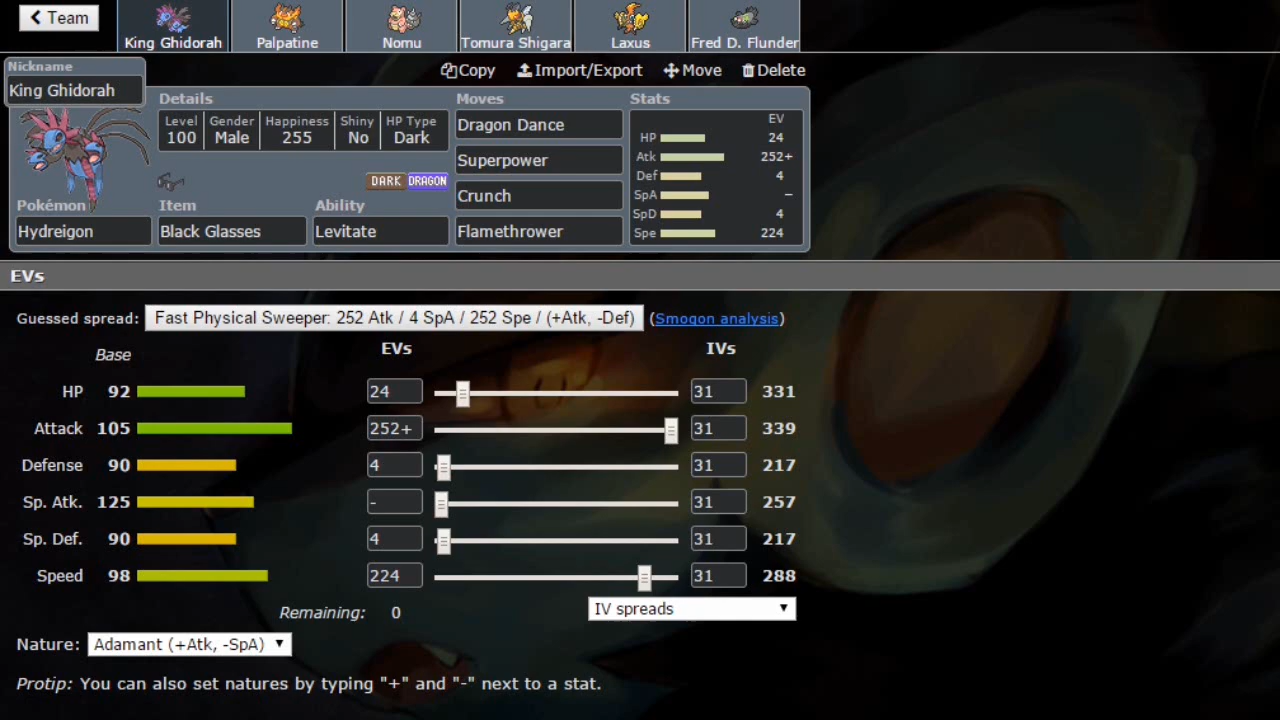 Team
King Ghidorah
Palpatine
Nomu
Tomura Shigara
Laxus
Fred D. Flunder
Nickname
King Ghidorah
Copy Import/Export Move Delete
Details
Level Gender Happiness Shiny HP Type
100 Male 255 No Dark
DARK DRAGON
Pokémon Item Ability
Hydreigon Black Glasses Levitate
Moves
Dragon Dance
Superpower
Crunch
Flamethrower
Stats
EV
HP 24
Atk 252+
Def 4
SpA –
SpD 4
Spe 224
EVs
Guessed spread: Fast Physical Sweeper: 252 Atk / 4 SpA / 252 Spe / (+Atk, -Def) (Smogon analysis)
Base EVs IVs
HP 92 24 31 331
Attack 105 252+ 31 339
Defense 90 4 31 217
Sp. Atk. 125 - 31 257
Sp. Def. 90 4 31 217
Speed 98 224 31 288
Remaining: 0 IV spreads
Nature: Adamant (+Atk, -SpA)
Protip: You can also set natures by typing "+" and "-" next to a stat.